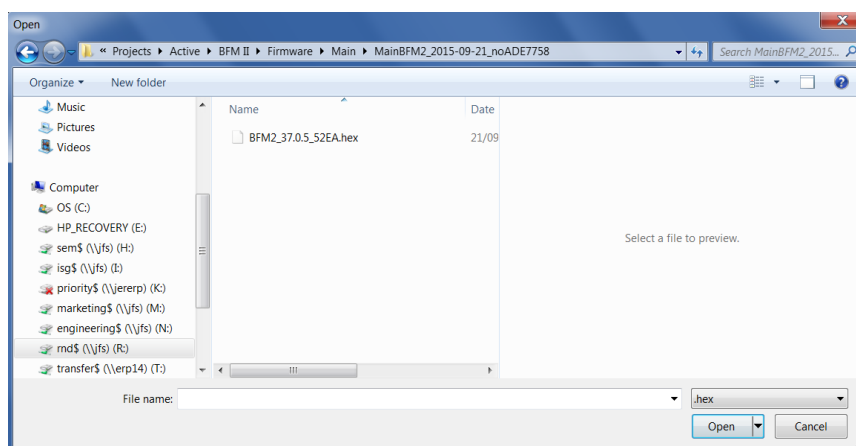 Open
« Projects ▸ Active ▸ BFM II ▸ Firmware ▸ Main ▸ MainBFM2_2015-09-21_noADE7758
Search MainBFM2_2015...
Organize
New folder
Music
Pictures
Videos
Computer
OS (C:)
HP_RECOVERY (E:)
sem$ (\\jfs) (H:)
isg$ (\\jfs) (I:)
priority$ (\\jererp) (K:)
marketing$ (\\jfs) (M:)
engineering$ (\\jfs) (N:)
rnd$ (\\jfs) (R:)
transfer$ (\\erp14) (T:)
Name
Date
BFM2_37.0.5_52EA.hex
21/09
Select a file to preview.
File name:
.hex
Open
Cancel